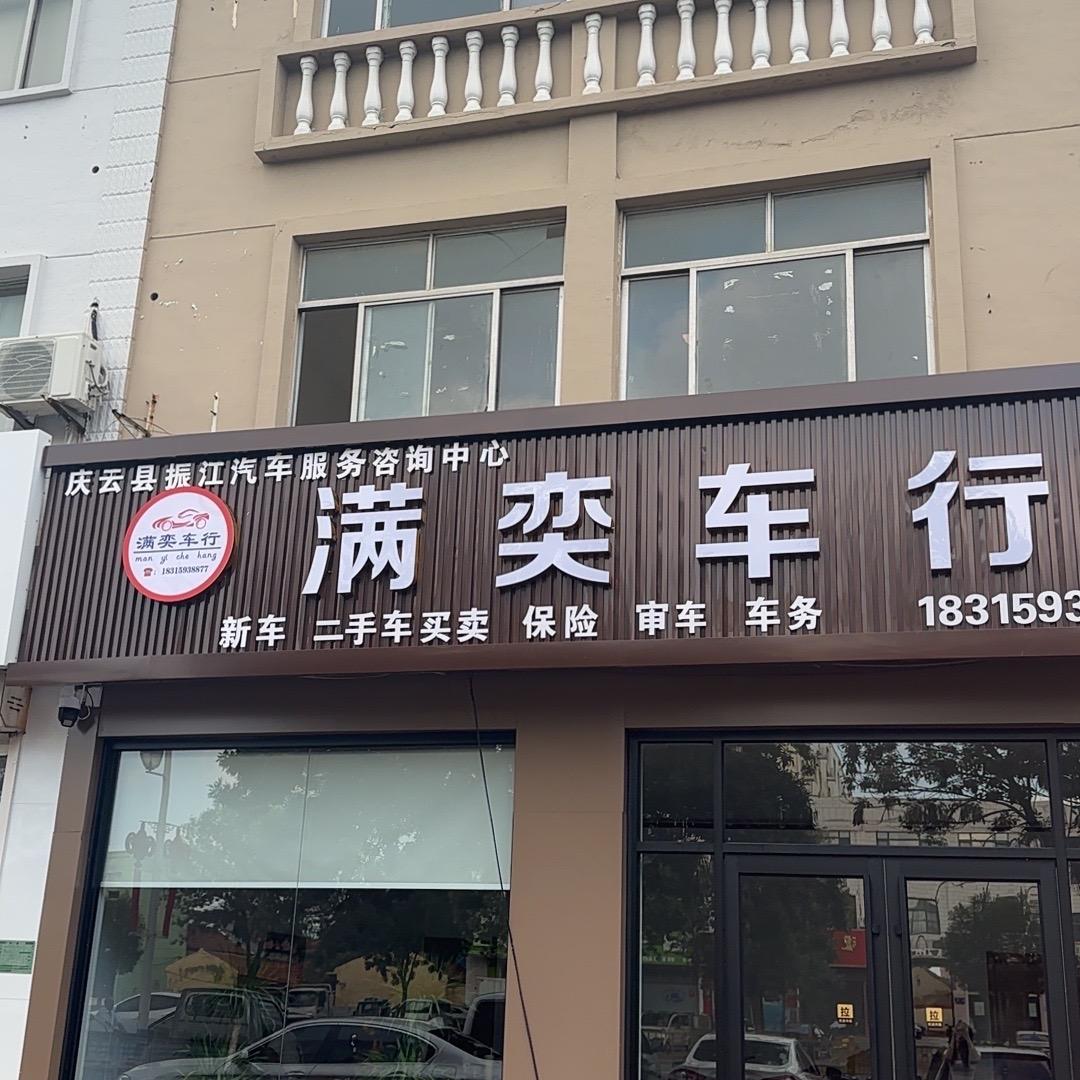 庆云县振江汽车服务咨询中心
满奕车行
满奕车行
man yi che hang
☎: 18315938877
新车 二手车买卖 保险 审车 车务 1831593
拉
拉